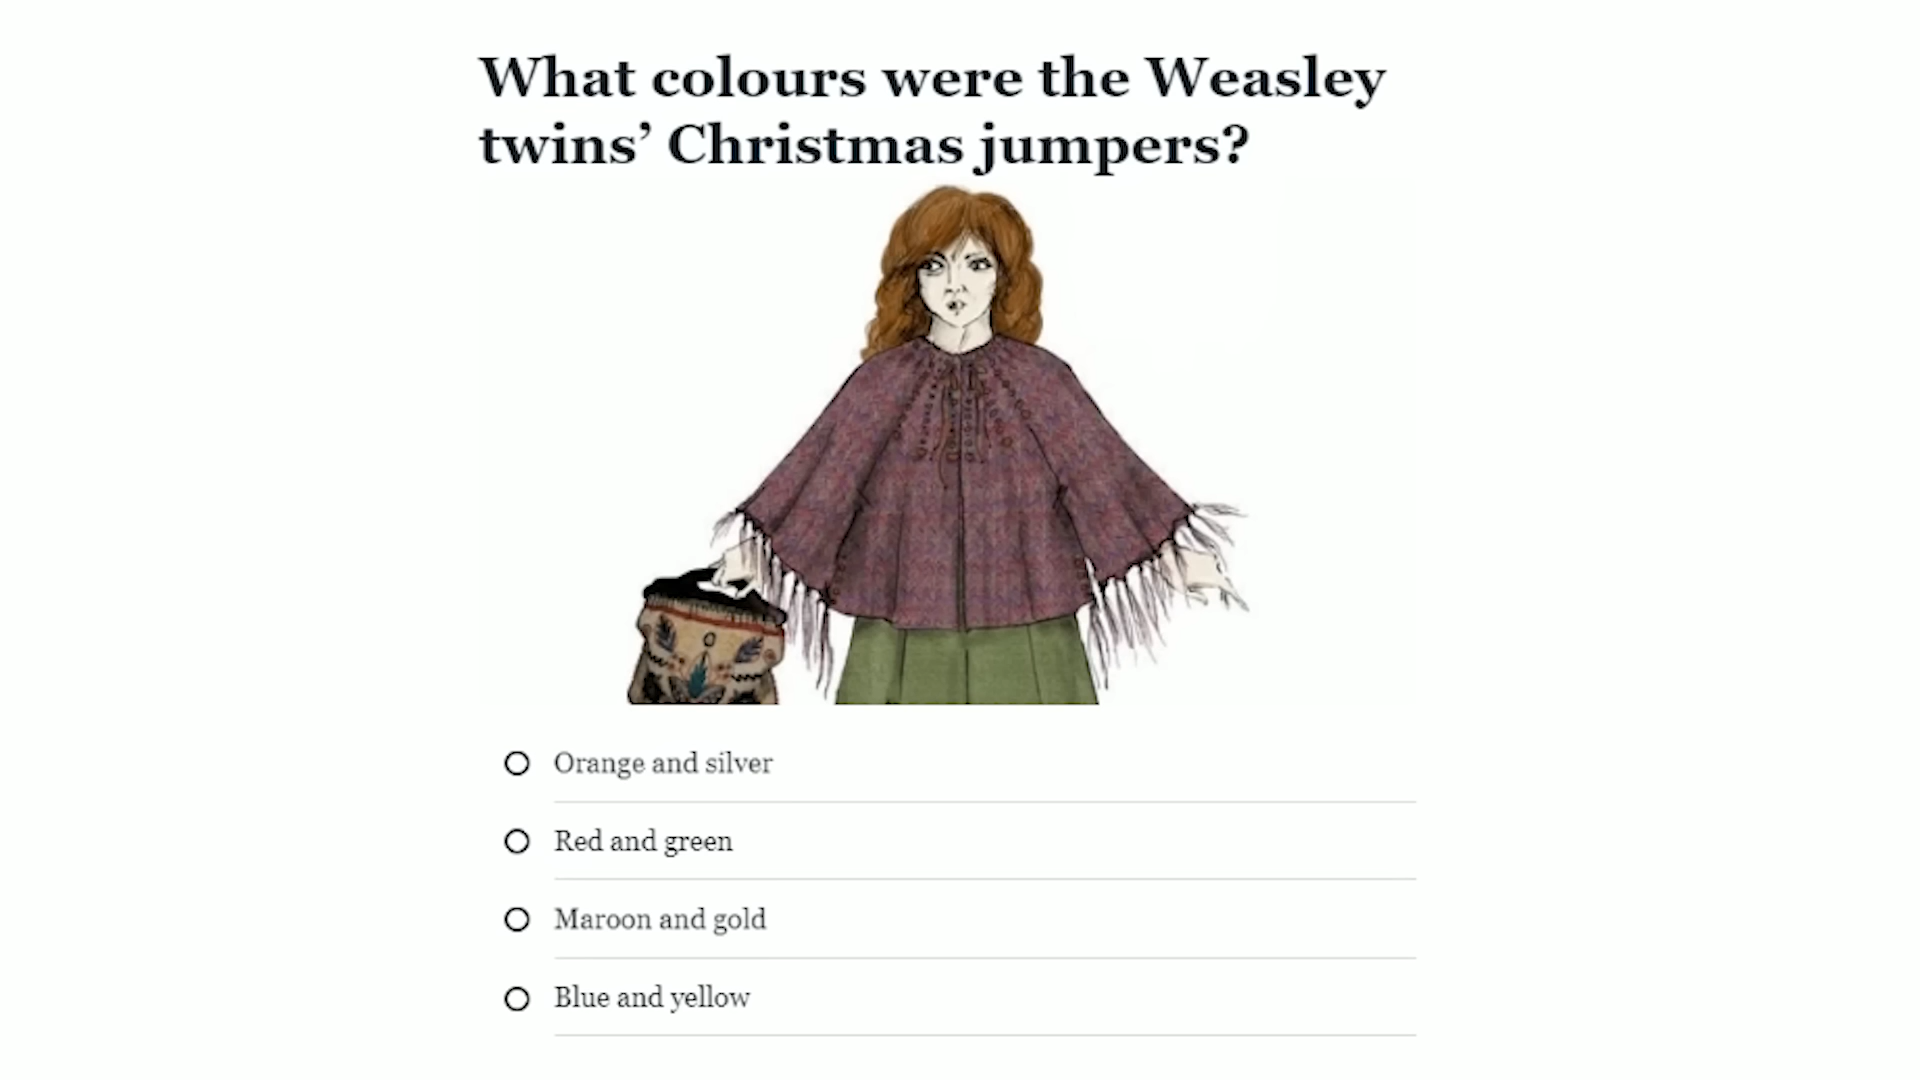 What colours were the Weasley
twins’ Christmas jumpers?
Orange and silver
Red and green
Maroon and gold
Blue and yellow